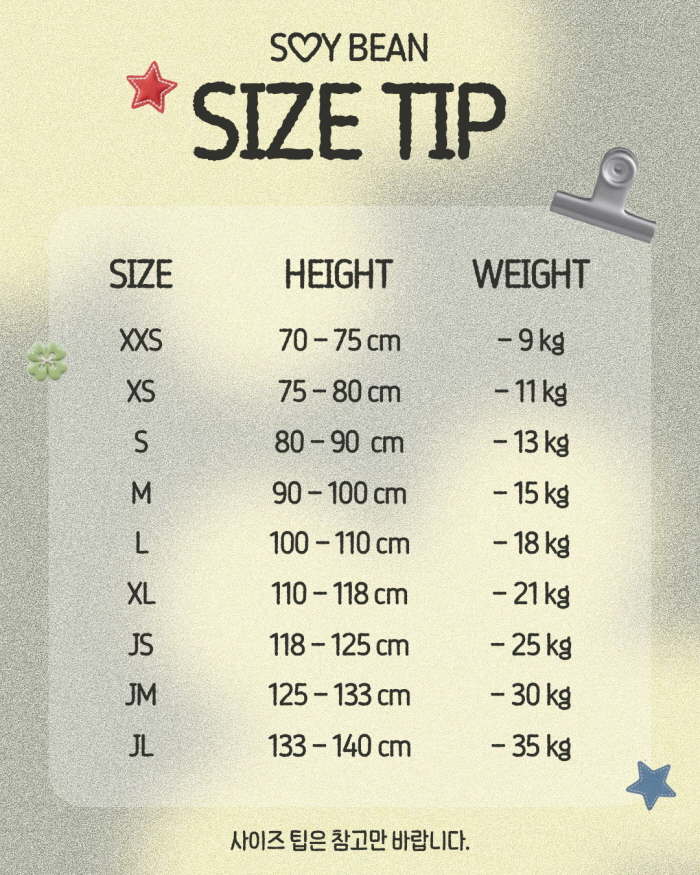 S♡Y BEAN
SIZE TIP
SIZE HEIGHT WEIGHT
XXS 70 – 75 cm – 9 kg
XS 75 – 80 cm – 11 kg
S 80 – 90 cm – 13 kg
M 90 – 100 cm – 15 kg
L 100 – 110 cm – 18 kg
XL 110 – 118 cm – 21 kg
JS 118 – 125 cm – 25 kg
JM 125 – 133 cm – 30 kg
JL 133 – 140 cm – 35 kg
사이즈 팁은 참고만 바랍니다.